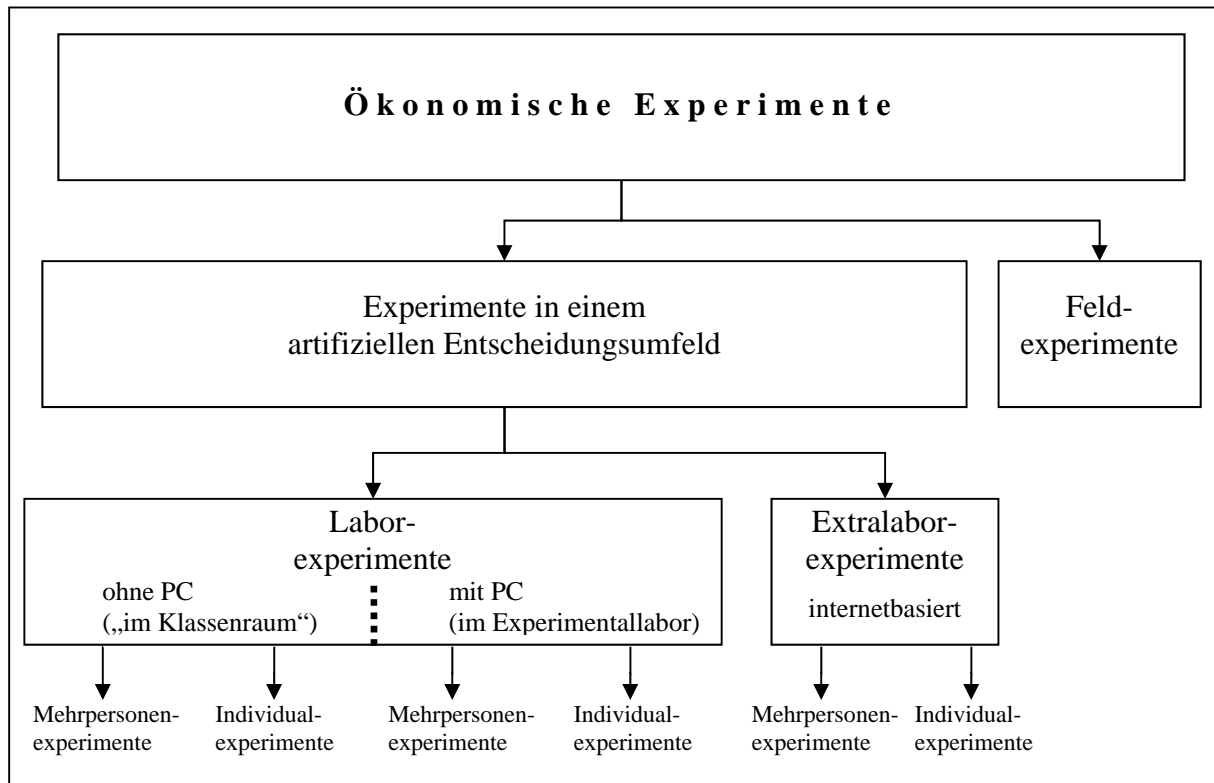 Ökonomische Experimente
Experimente in einem
artifiziellen Entscheidungsumfeld
Feld-
experimente
Labor-
experimente
ohne PC
(„im Klassenraum“)
mit PC
(im Experimentallabor)
Extralabor-
experimente
internetbasiert
Mehrpersonen-
experimente
Individual-
experimente
Mehrpersonen-
experimente
Individual-
experimente
Mehrpersonen-
experimente
Individual-
experimente